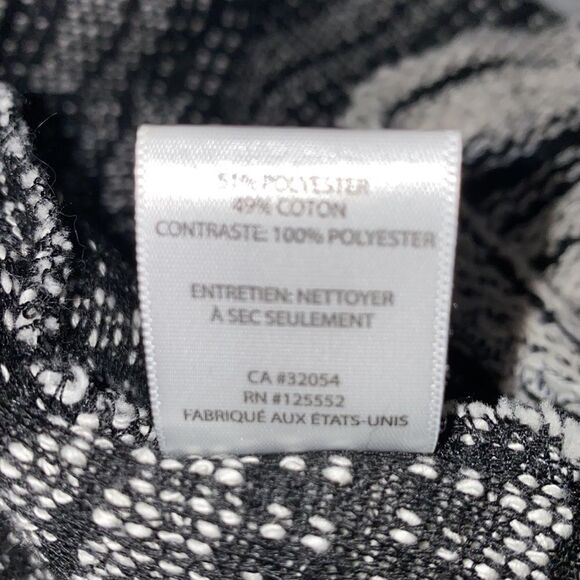 51% POLYESTER
49% COTON
CONTRASTE: 100% POLYESTER
ENTRETIEN: NETTOYER
À SEC SEULEMENT
CA #32054
RN #125552
FABRIQUÉ AUX ÉTATS-UNIS